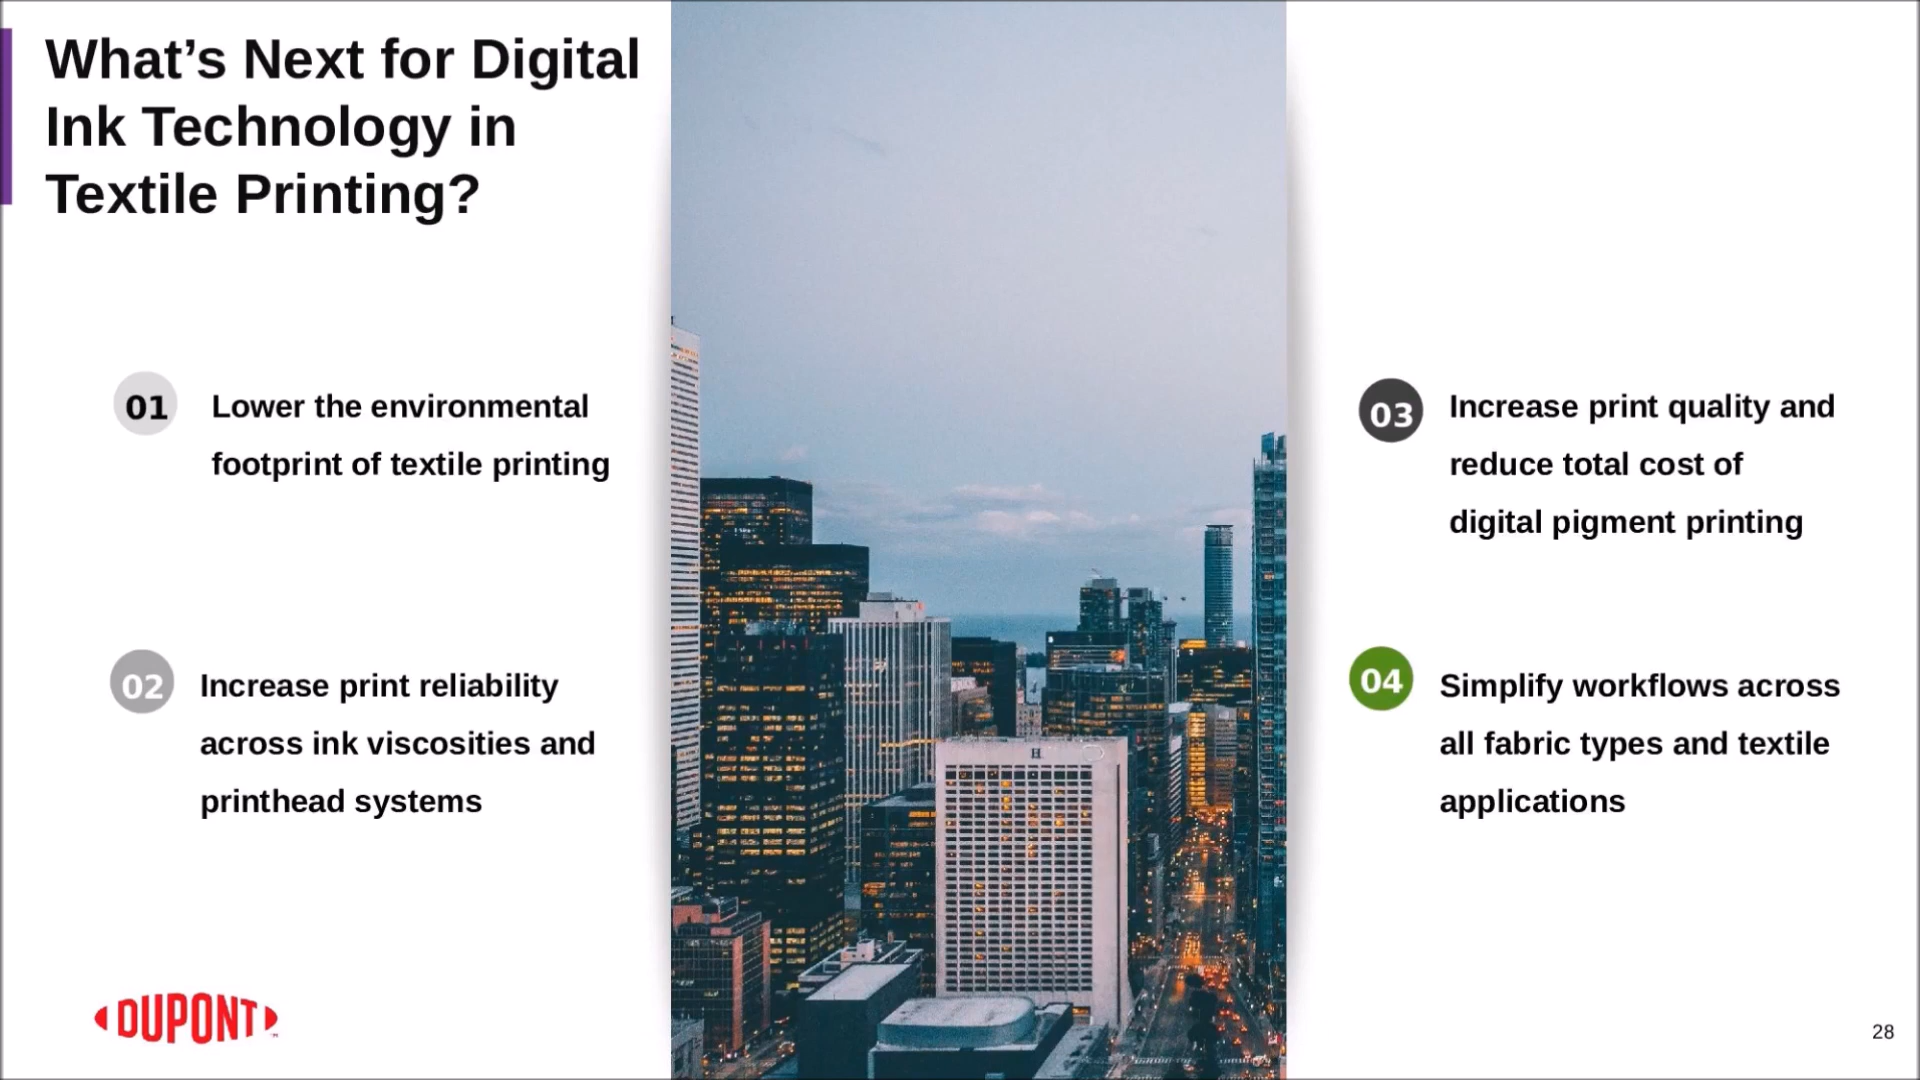 What’s Next for Digital
Ink Technology in
Textile Printing?
01
Lower the environmental
footprint of textile printing
02
Increase print reliability
across ink viscosities and
printhead systems
03
Increase print quality and
reduce total cost of
digital pigment printing
04
Simplify workflows across
all fabric types and textile
applications
H
DUPONT
28